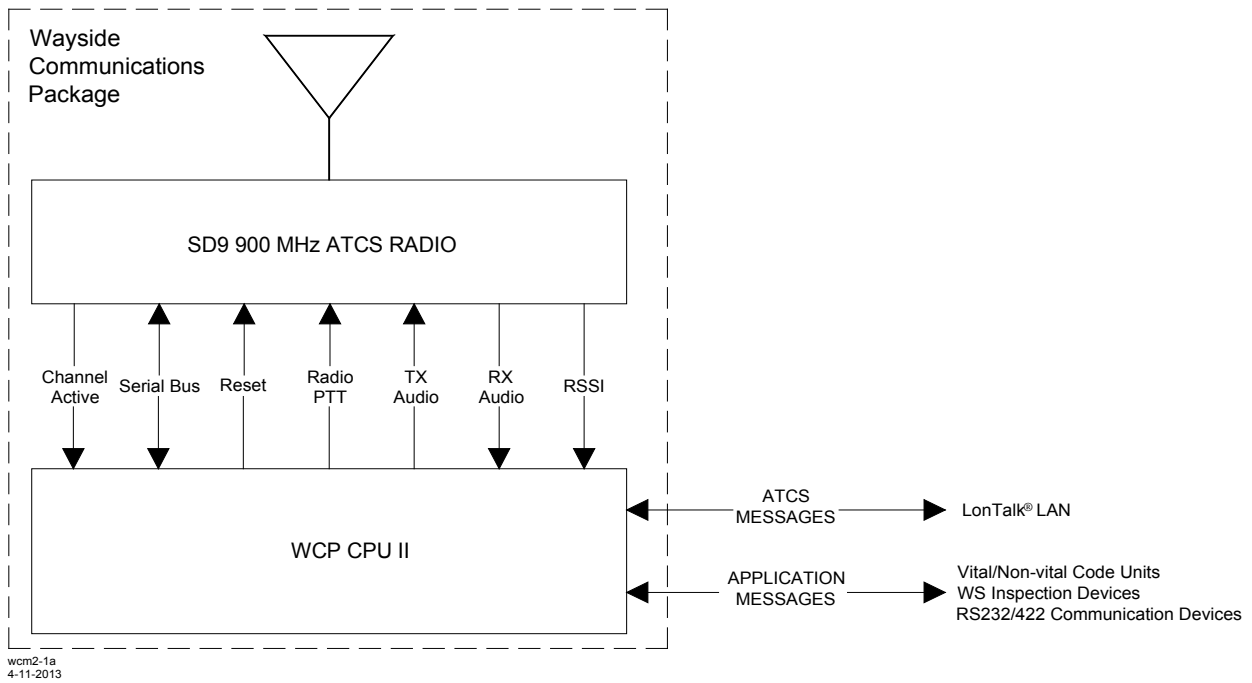 Wayside
Communications
Package
SD9 900 MHz ATCS RADIO
Channel
Active
Serial Bus
Reset
Radio
PTT
TX
Audio
RX
Audio
RSSI
WCP CPU II
ATCS
MESSAGES
LonTalk® LAN
APPLICATION
MESSAGES
Vital/Non-vital Code Units
WS Inspection Devices
RS232/422 Communication Devices
wcm2-1a
4-11-2013